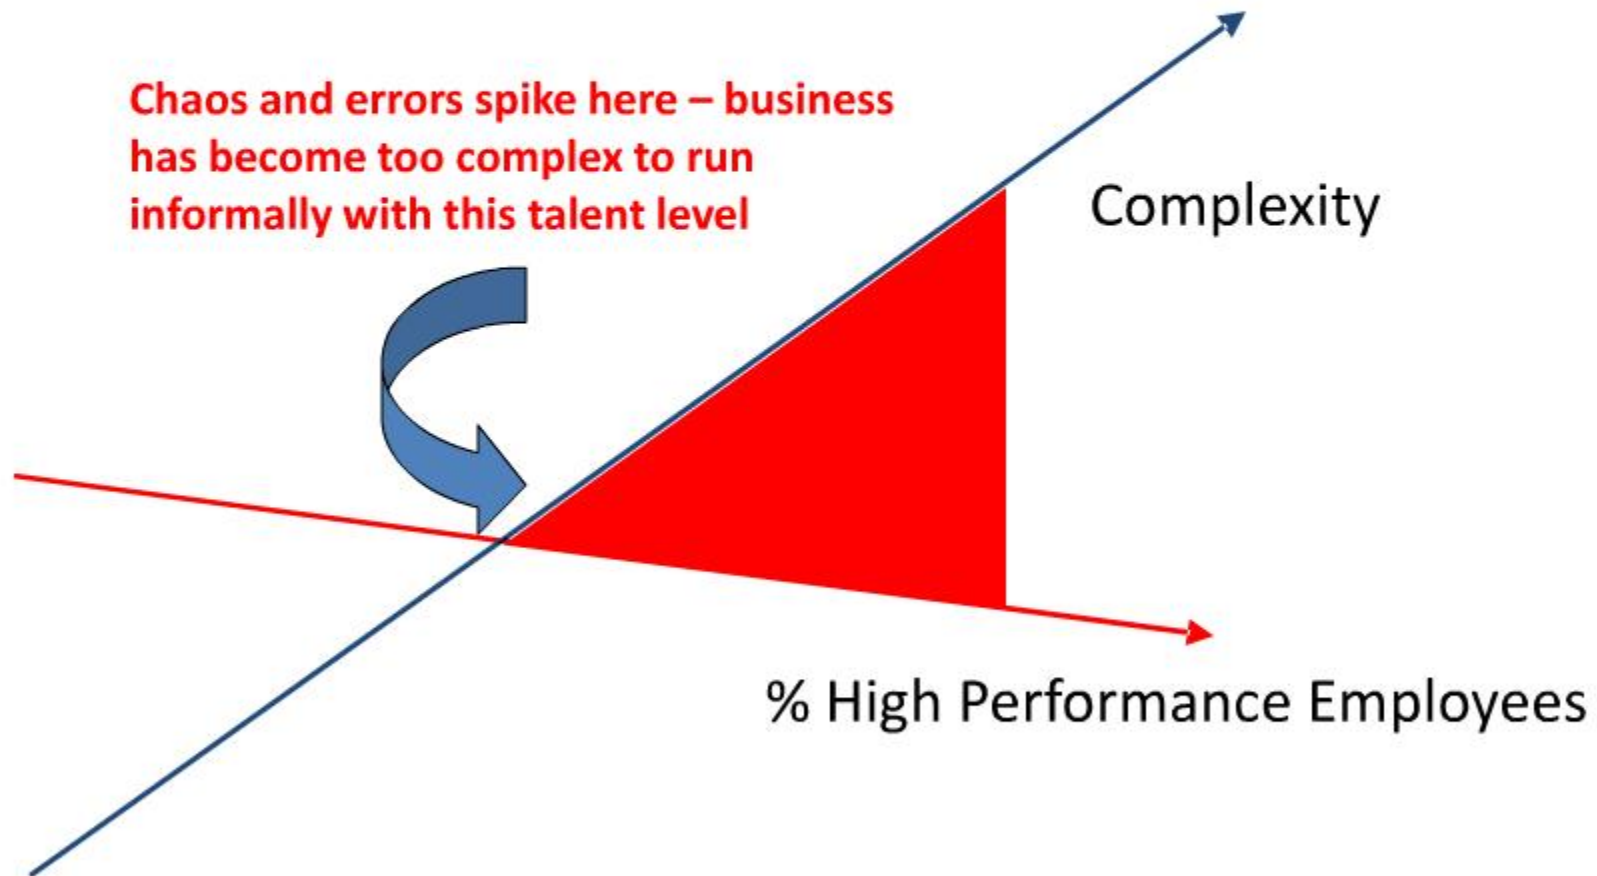 Chaos and errors spike here – business
has become too complex to run
informally with this talent level
Complexity
% High Performance Employees